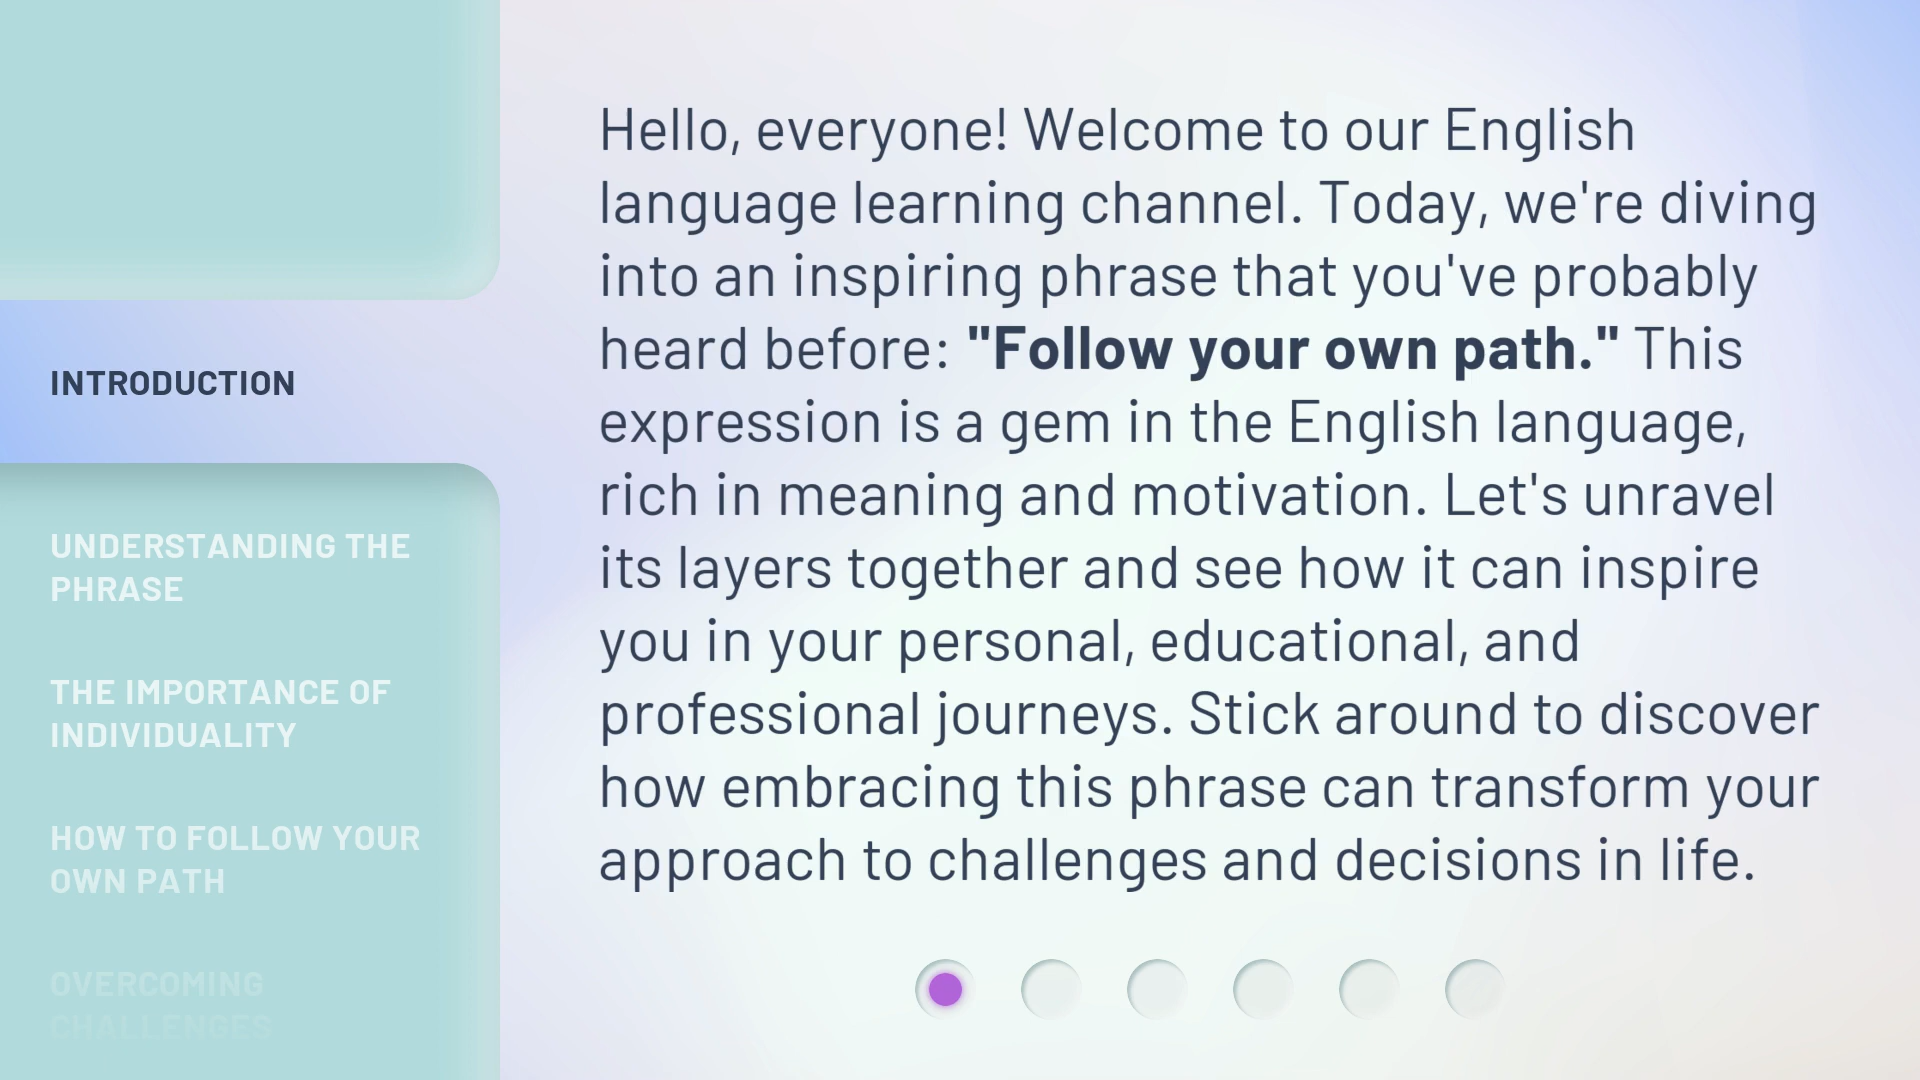 INTRODUCTION
UNDERSTANDING THE
PHRASE
THE IMPORTANCE OF
INDIVIDUALITY
HOW TO FOLLOW YOUR
OWN PATH
OVERCOMING
CHALLENGES
Hello, everyone! Welcome to our English
language learning channel. Today, we're diving
into an inspiring phrase that you've probably
heard before: "Follow your own path." This
expression is a gem in the English language,
rich in meaning and motivation. Let's unravel
its layers together and see how it can inspire
you in your personal, educational, and
professional journeys. Stick around to discover
how embracing this phrase can transform your
approach to challenges and decisions in life.